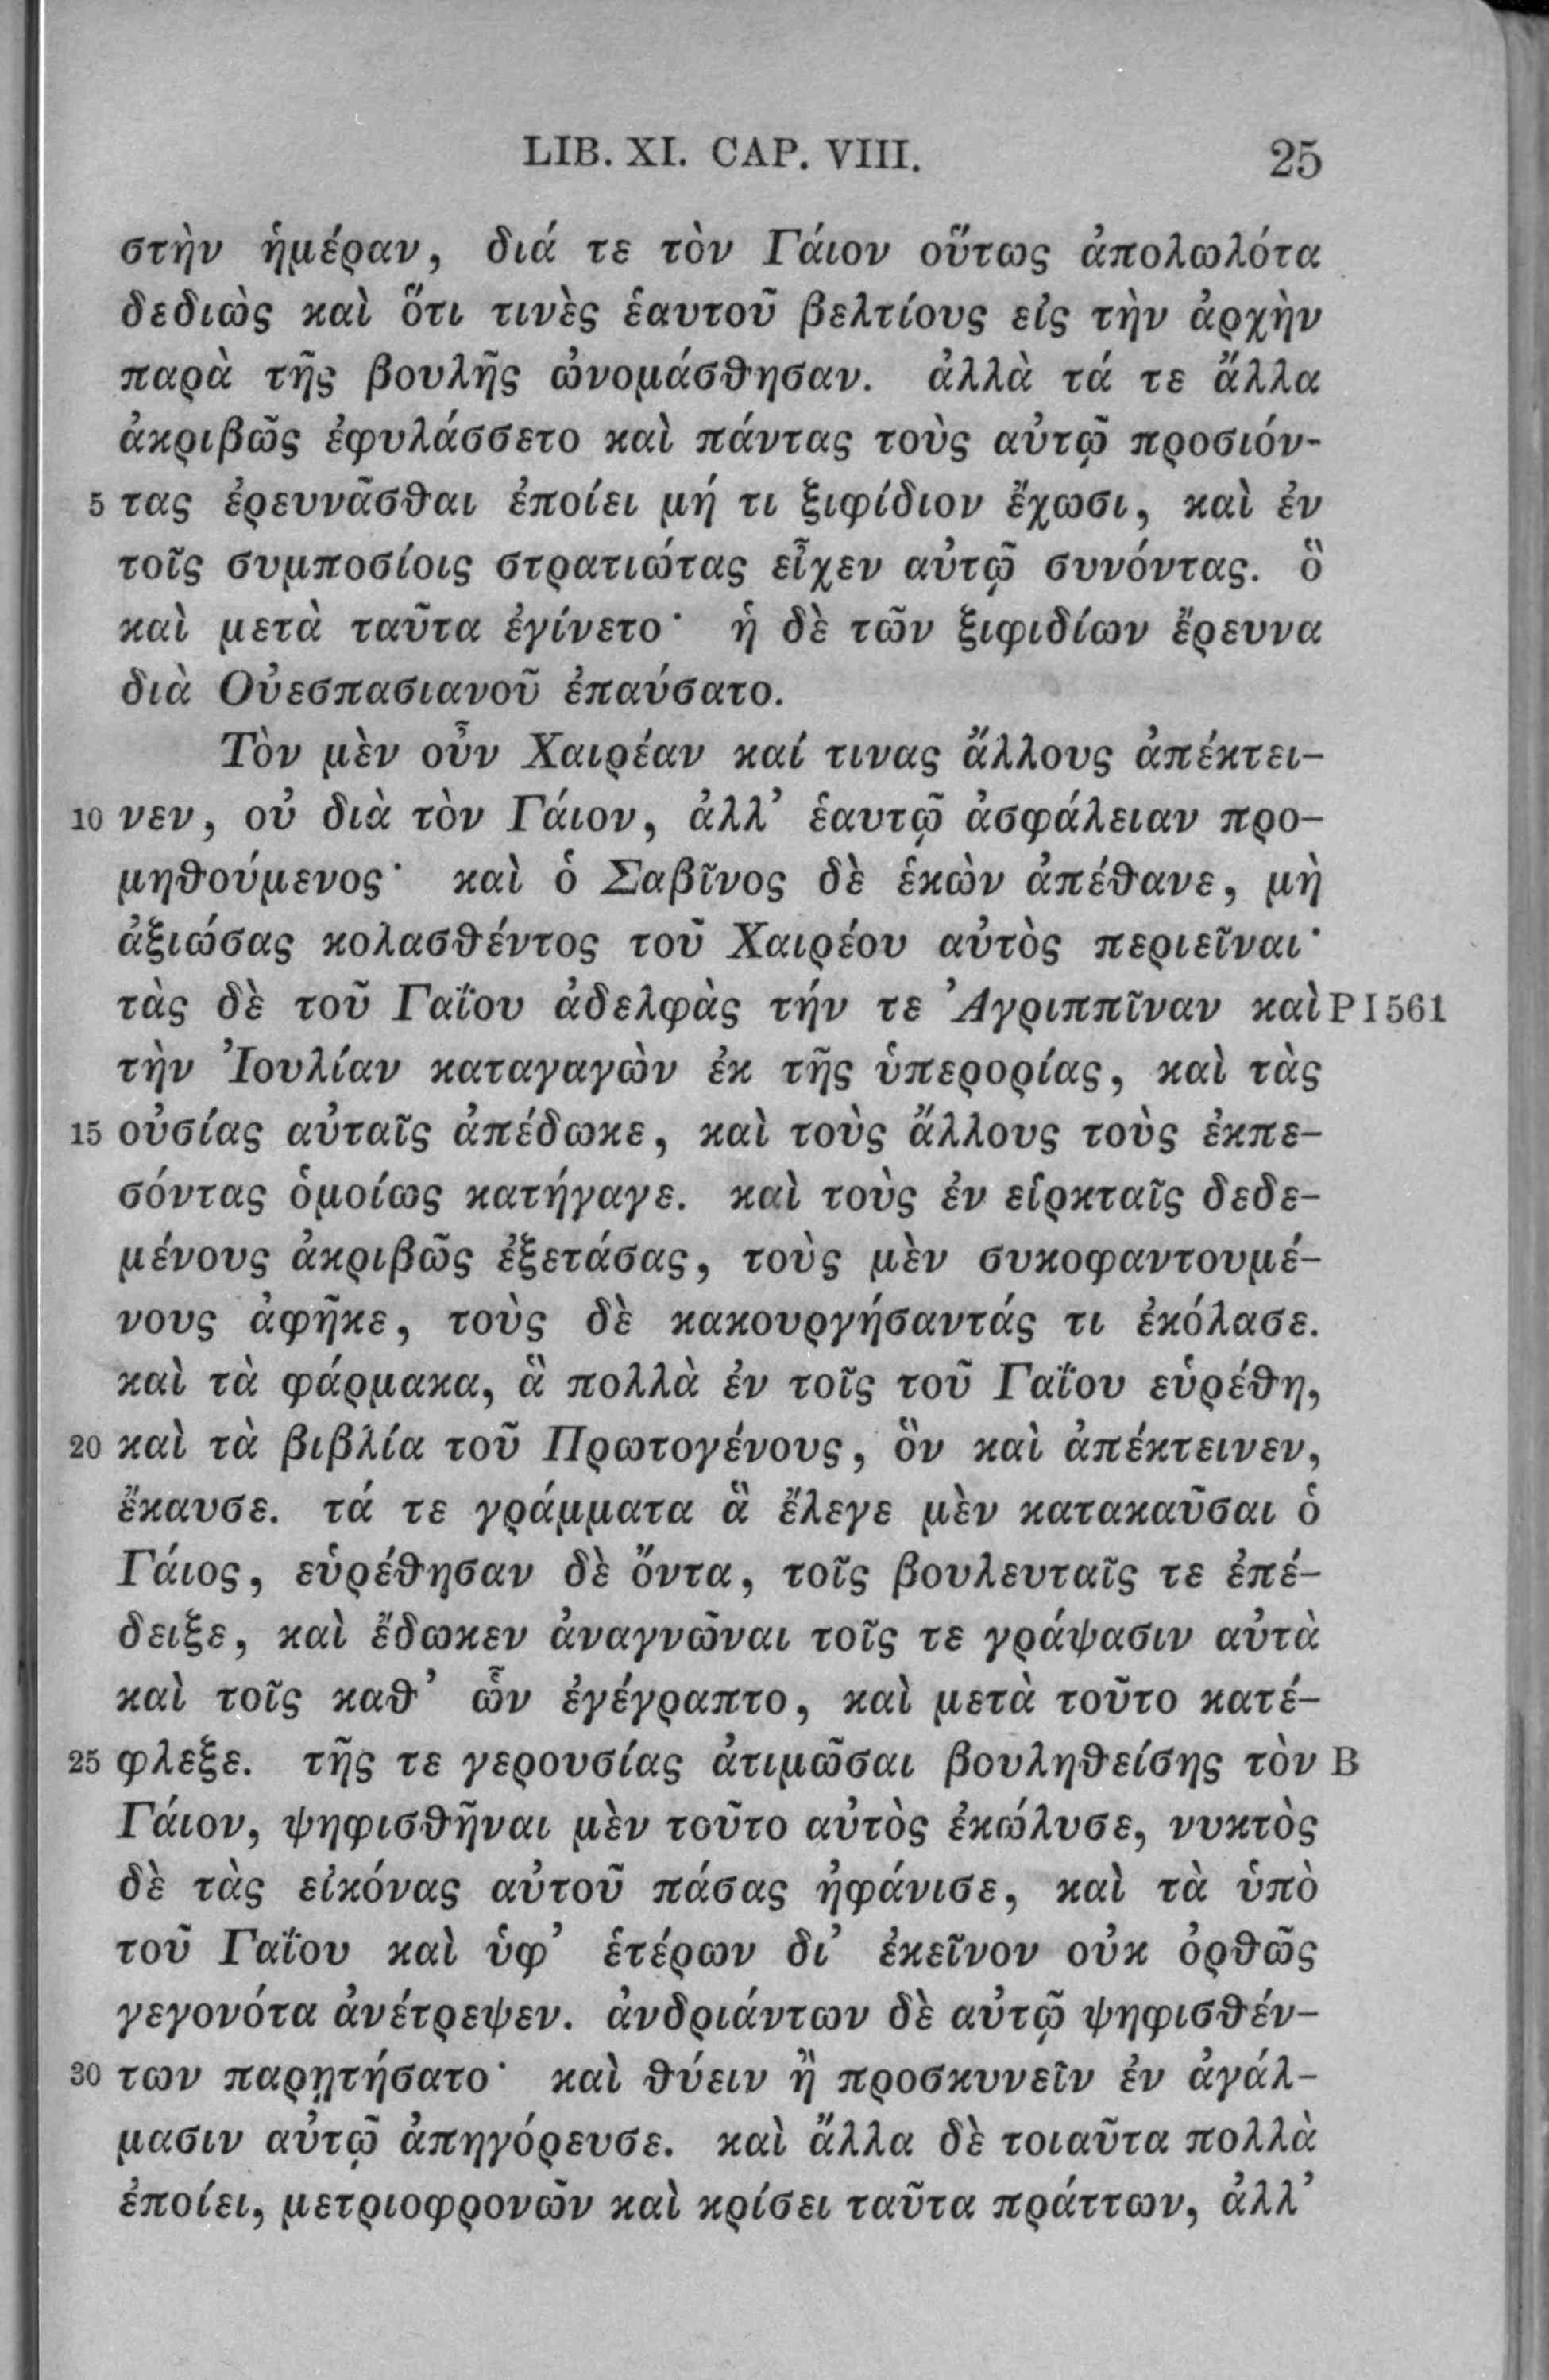 LIB. XI. CAP. VIII. 25
στὴν ἡμέραν, διά τε τὸν Γάιον οὕτως ἀπολωλότα
δεδιὼς καὶ ὅτι τινὲς ἑαυτοῦ βελτίους εἰς τὴν ἀρχὴν
παρὰ τῆς βουλῆς ὠνομάσθησαν. ἀλλὰ τά τε ἄλλα
ἀκριβῶς ἐφυλάσσετο καὶ πάντας τοὺς αὐτῷ προσιόν-
5 τας ἐρευνᾶσθαι ἐποίει μή τι ξιφίδιον ἔχωσι, καὶ ἐν
τοῖς συμποσίοις στρατιώτας εἶχεν αὐτῷ συνόντας. ὃ
καὶ μετὰ ταῦτα ἐγίνετο· ἡ δὲ τῶν ξιφιδίων ἔρευνα
διὰ Οὐεσπασιανοῦ ἐπαύσατο.
Τὸν μὲν οὖν Χαιρέαν καί τινας ἄλλους ἀπέκτει-
10 νεν, οὐ διὰ τὸν Γάιον, ἀλλ’ ἑαυτῷ ἀσφάλειαν προ-
μηθούμενος· καὶ ὁ Σαβῖνος δὲ ἑκὼν ἀπέθανε, μὴ
ἀξιώσας κολασθέντος τοῦ Χαιρέου αὐτὸς περιεῖναι·
τὰς δὲ τοῦ Γαΐου ἀδελφὰς τήν τε Ἀγριππῖναν καὶ P I 561
τὴν Ἰουλίαν καταγαγὼν ἐκ τῆς ὑπερορίας, καὶ τὰς
15 οὐσίας αὐταῖς ἀπέδωκε, καὶ τοὺς ἄλλους τοὺς ἐκπε-
σόντας ὁμοίως κατήγαγε. καὶ τοὺς ἐν εἱρκταῖς δεδε-
μένους ἀκριβῶς ἐξετάσας, τοὺς μὲν συκοφαντουμέ-
νους ἀφῆκε, τοὺς δὲ κακουργήσαντάς τι ἐκόλασε.
καὶ τὰ φάρμακα, ἃ πολλὰ ἐν τοῖς τοῦ Γαΐου εὑρέθη,
20 καὶ τὰ βιβλία τοῦ Πρωτογένους, ὃν καὶ ἀπέκτεινεν,
ἔκαυσε. τά τε γράμματα ἃ ἔλεγε μὲν κατακαῦσαι ὁ
Γάιος, εὑρέθησαν δὲ ὄντα, τοῖς βουλευταῖς τε ἐπέ-
δειξε, καὶ ἔδωκεν ἀναγνῶναι τοῖς τε γράψασιν αὐτὰ
καὶ τοῖς καθ’ ὧν ἐγέγραπτο, καὶ μετὰ τοῦτο κατέ-
25 φλεξε. τῆς τε γερουσίας ἀτιμῶσαι βουληθείσης τὸν B
Γάιον, ψηφισθῆναι μὲν τοῦτο αὐτὸς ἐκώλυσε, νυκτὸς
δὲ τὰς εἰκόνας αὐτοῦ πάσας ἠφάνισε, καὶ τὰ ὑπὸ
τοῦ Γαΐου καὶ ὑφ’ ἑτέρων δι’ ἐκεῖνον οὐκ ὀρθῶς
γεγονότα ἀνέτρεψεν. ἀνδριάντων δὲ αὐτῷ ψηφισθέν-
30 των παρῃτήσατο· καὶ θύειν ἢ προσκυνεῖν ἐν ἀγάλ-
μασιν αὐτῷ ἀπηγόρευσε. καὶ ἄλλα δὲ τοιαῦτα πολλὰ
ἐποίει, μετριοφρονῶν καὶ κρίσει ταῦτα πράττων, ἀλλ’